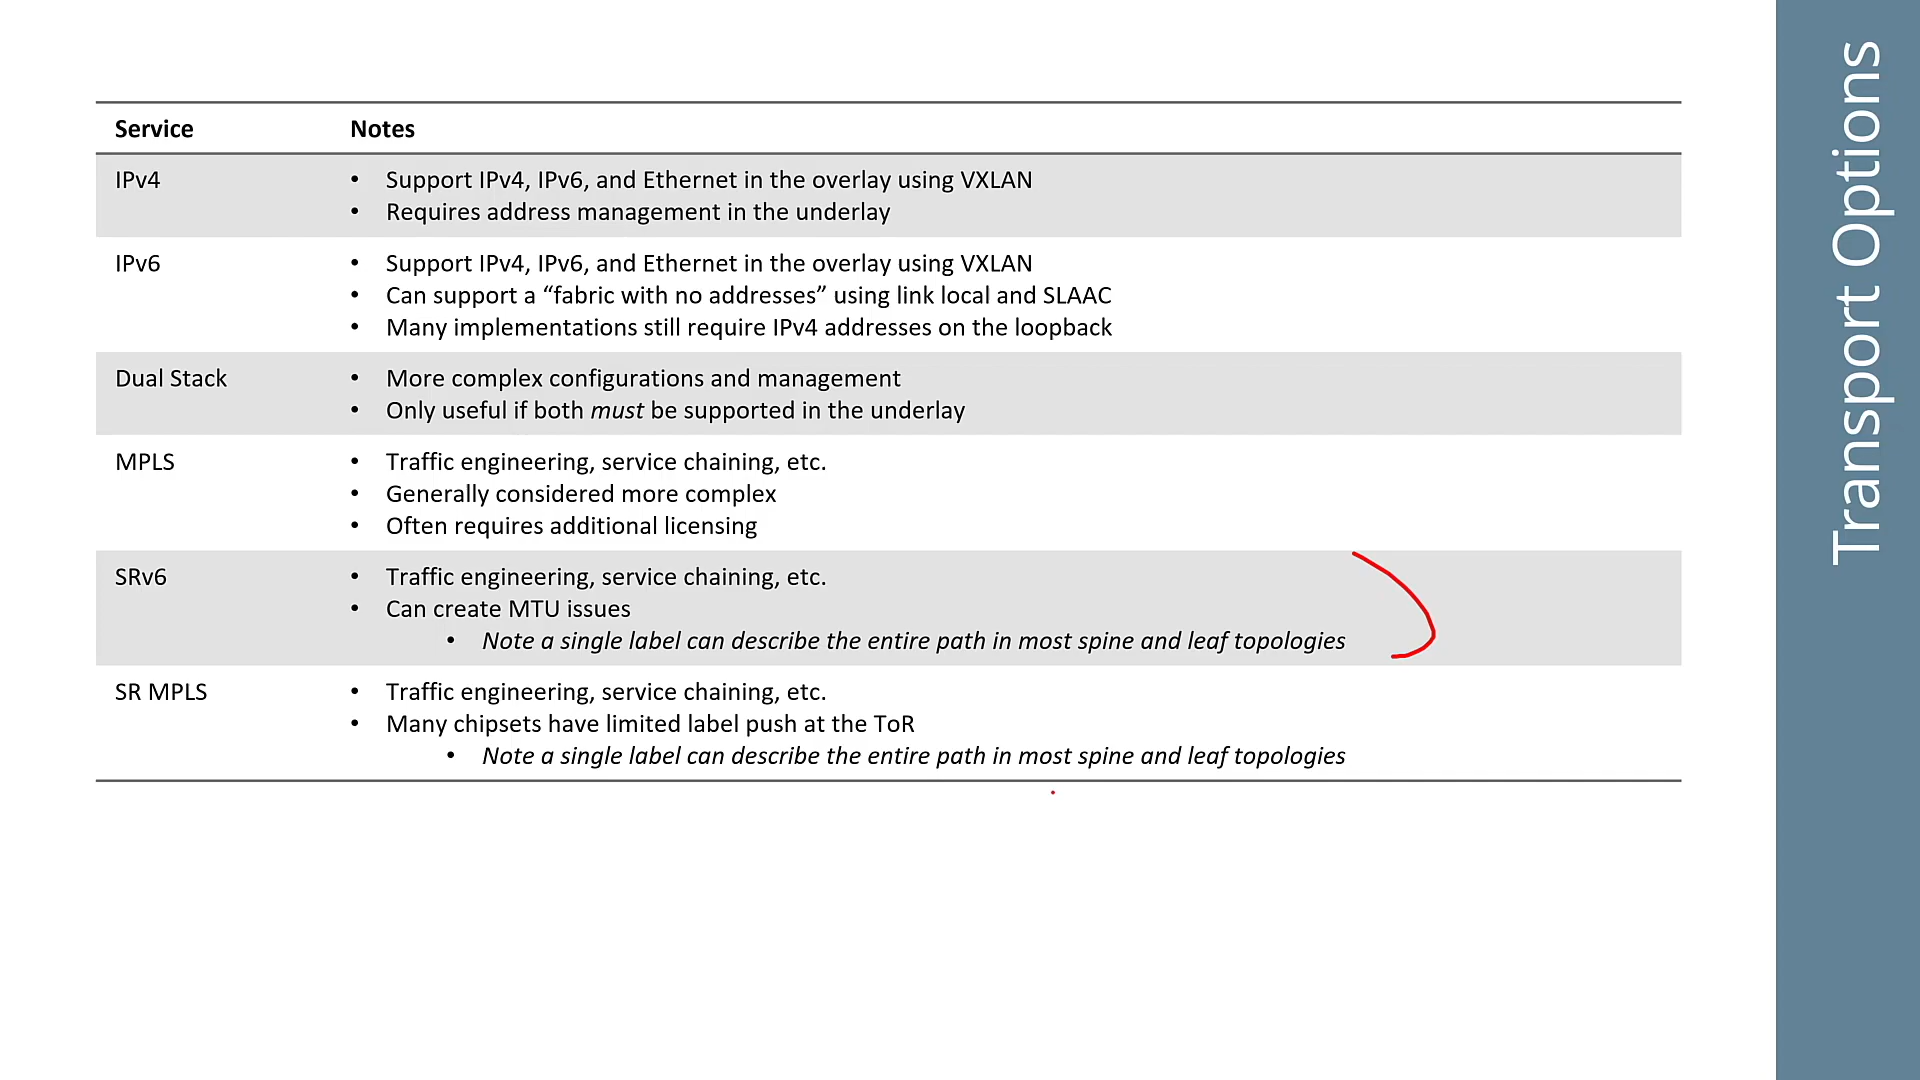 Transport Options
Service Notes
IPv4
• Support IPv4, IPv6, and Ethernet in the overlay using VXLAN
• Requires address management in the underlay
IPv6
• Support IPv4, IPv6, and Ethernet in the overlay using VXLAN
• Can support a “fabric with no addresses” using link local and SLAAC
• Many implementations still require IPv4 addresses on the loopback
Dual Stack
• More complex configurations and management
• Only useful if both must be supported in the underlay
MPLS
• Traffic engineering, service chaining, etc.
• Generally considered more complex
• Often requires additional licensing
SRv6
• Traffic engineering, service chaining, etc.
• Can create MTU issues
• Note a single label can describe the entire path in most spine and leaf topologies
SR MPLS
• Traffic engineering, service chaining, etc.
• Many chipsets have limited label push at the ToR
• Note a single label can describe the entire path in most spine and leaf topologies